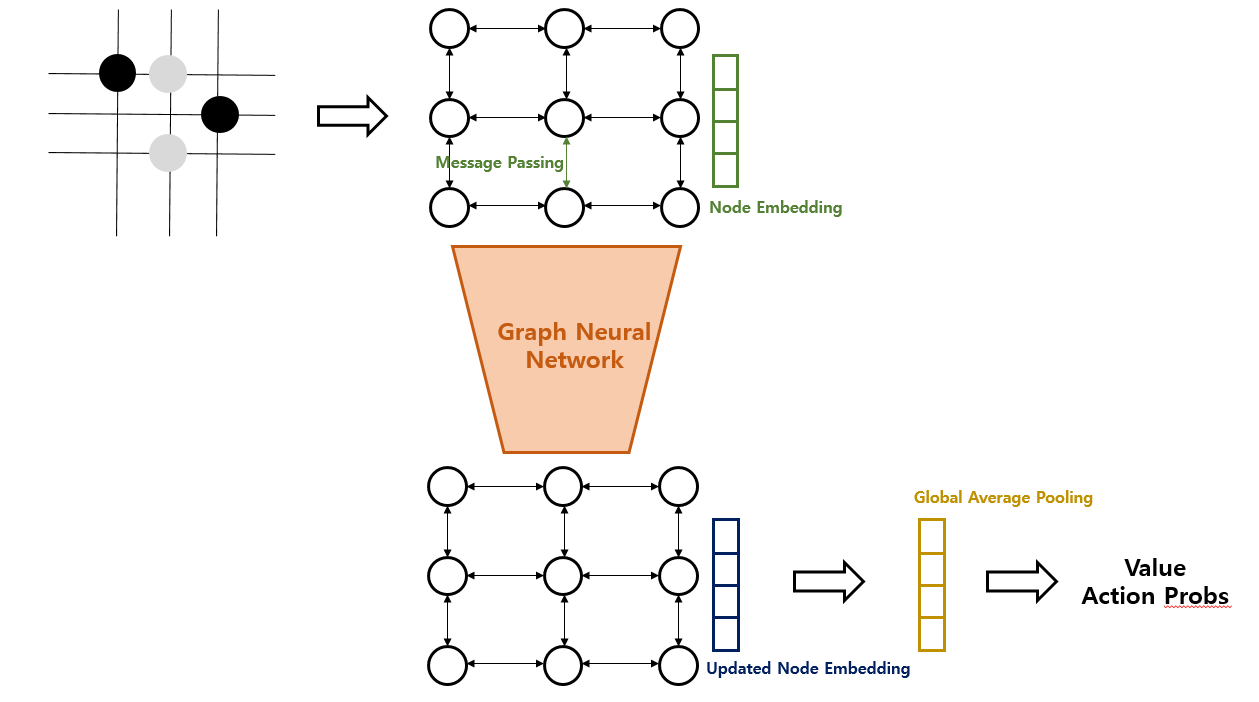 Message Passing
Node Embedding
Graph Neural
Network
Global Average Pooling
Value
Action Probs
Updated Node Embedding